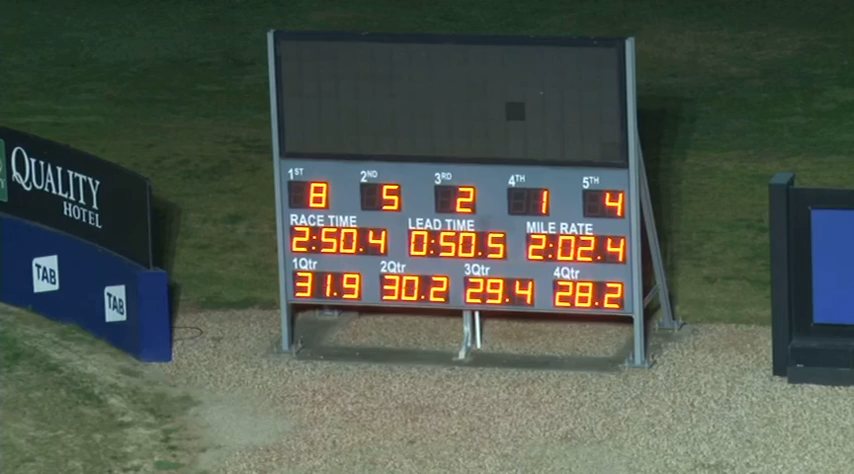 QUALITY
HOTEL
TAB
TAB
1ST 2ND 3RD 4TH 5TH
8 5 2 1 4
RACE TIME LEAD TIME MILE RATE
2:50.4 0:50.5 2:02.4
1Qtr 2Qtr 3Qtr 4Qtr
31.9 30.2 29.4 28.2